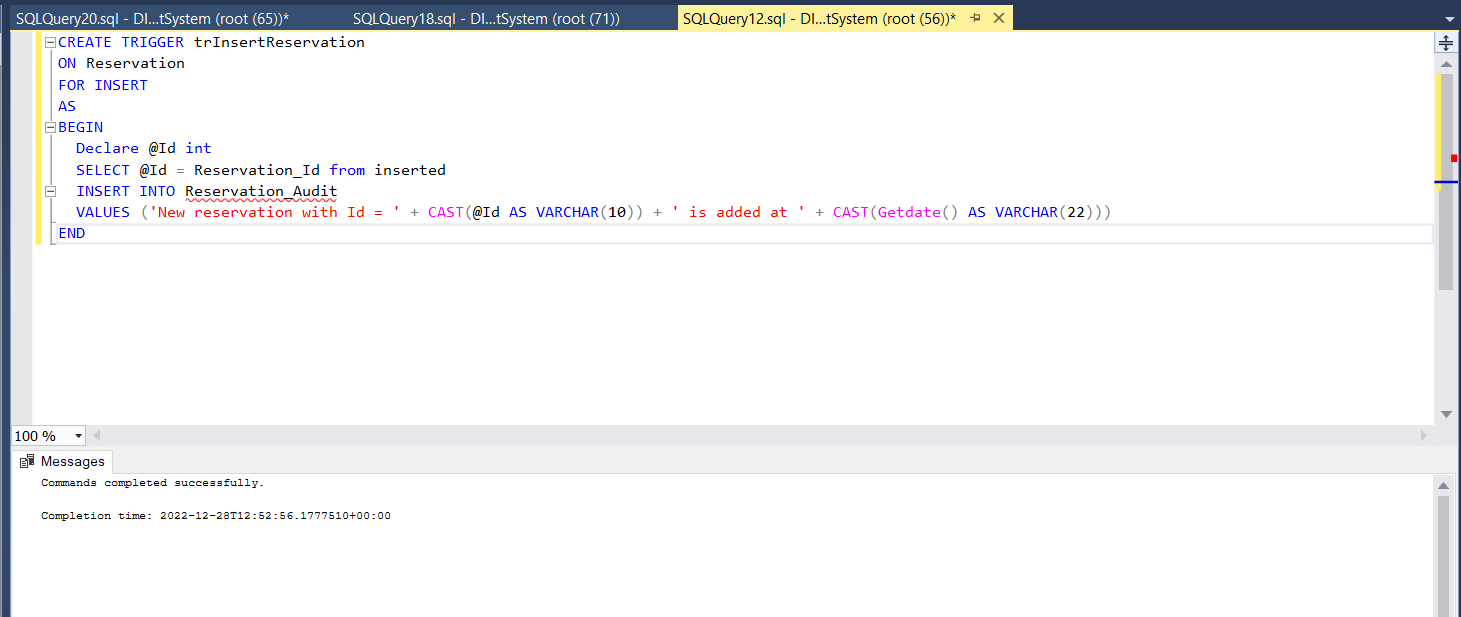 SQLQuery20.sql - DI...tSystem (root (65))*
SQLQuery18.sql - DI...tSystem (root (71))
SQLQuery12.sql - DI...tSystem (root (56))*
CREATE TRIGGER trInsertReservation
ON Reservation
FOR INSERT
AS
BEGIN
Declare @Id int
SELECT @Id = Reservation_Id from inserted
INSERT INTO Reservation_Audit
VALUES ('New reservation with Id = ' + CAST(@Id AS VARCHAR(10)) + ' is added at ' + CAST(Getdate() AS VARCHAR(22)))
END
100 %
Messages
Commands completed successfully.
Completion time: 2022-12-28T12:52:56.1777510+00:00